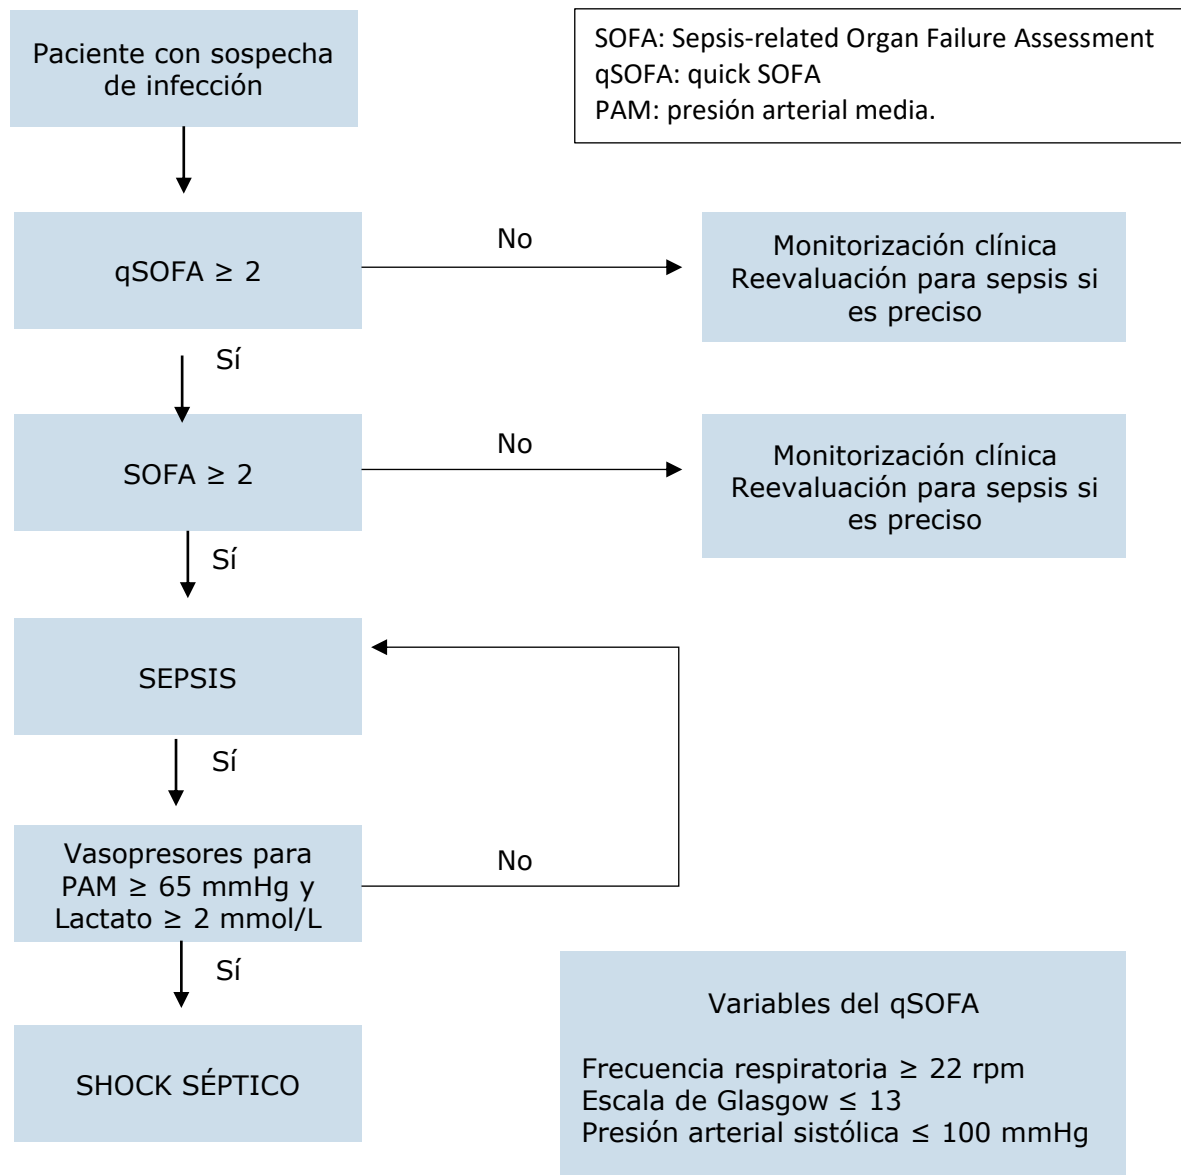 Paciente con sospecha
de infección
SOFA: Sepsis-related Organ Failure Assessment
qSOFA: quick SOFA
PAM: presión arterial media.
qSOFA ≥ 2
No
Monitorización clínica
Reevaluación para sepsis si
es preciso
Sí
SOFA ≥ 2
No
Monitorización clínica
Reevaluación para sepsis si
es preciso
Sí
SEPSIS
Sí
Vasopresores para
PAM ≥ 65 mmHg y
Lactato ≥ 2 mmol/L
No
Sí
SHOCK SÉPTICO
Variables del qSOFA
Frecuencia respiratoria ≥ 22 rpm
Escala de Glasgow ≤ 13
Presión arterial sistólica ≤ 100 mmHg